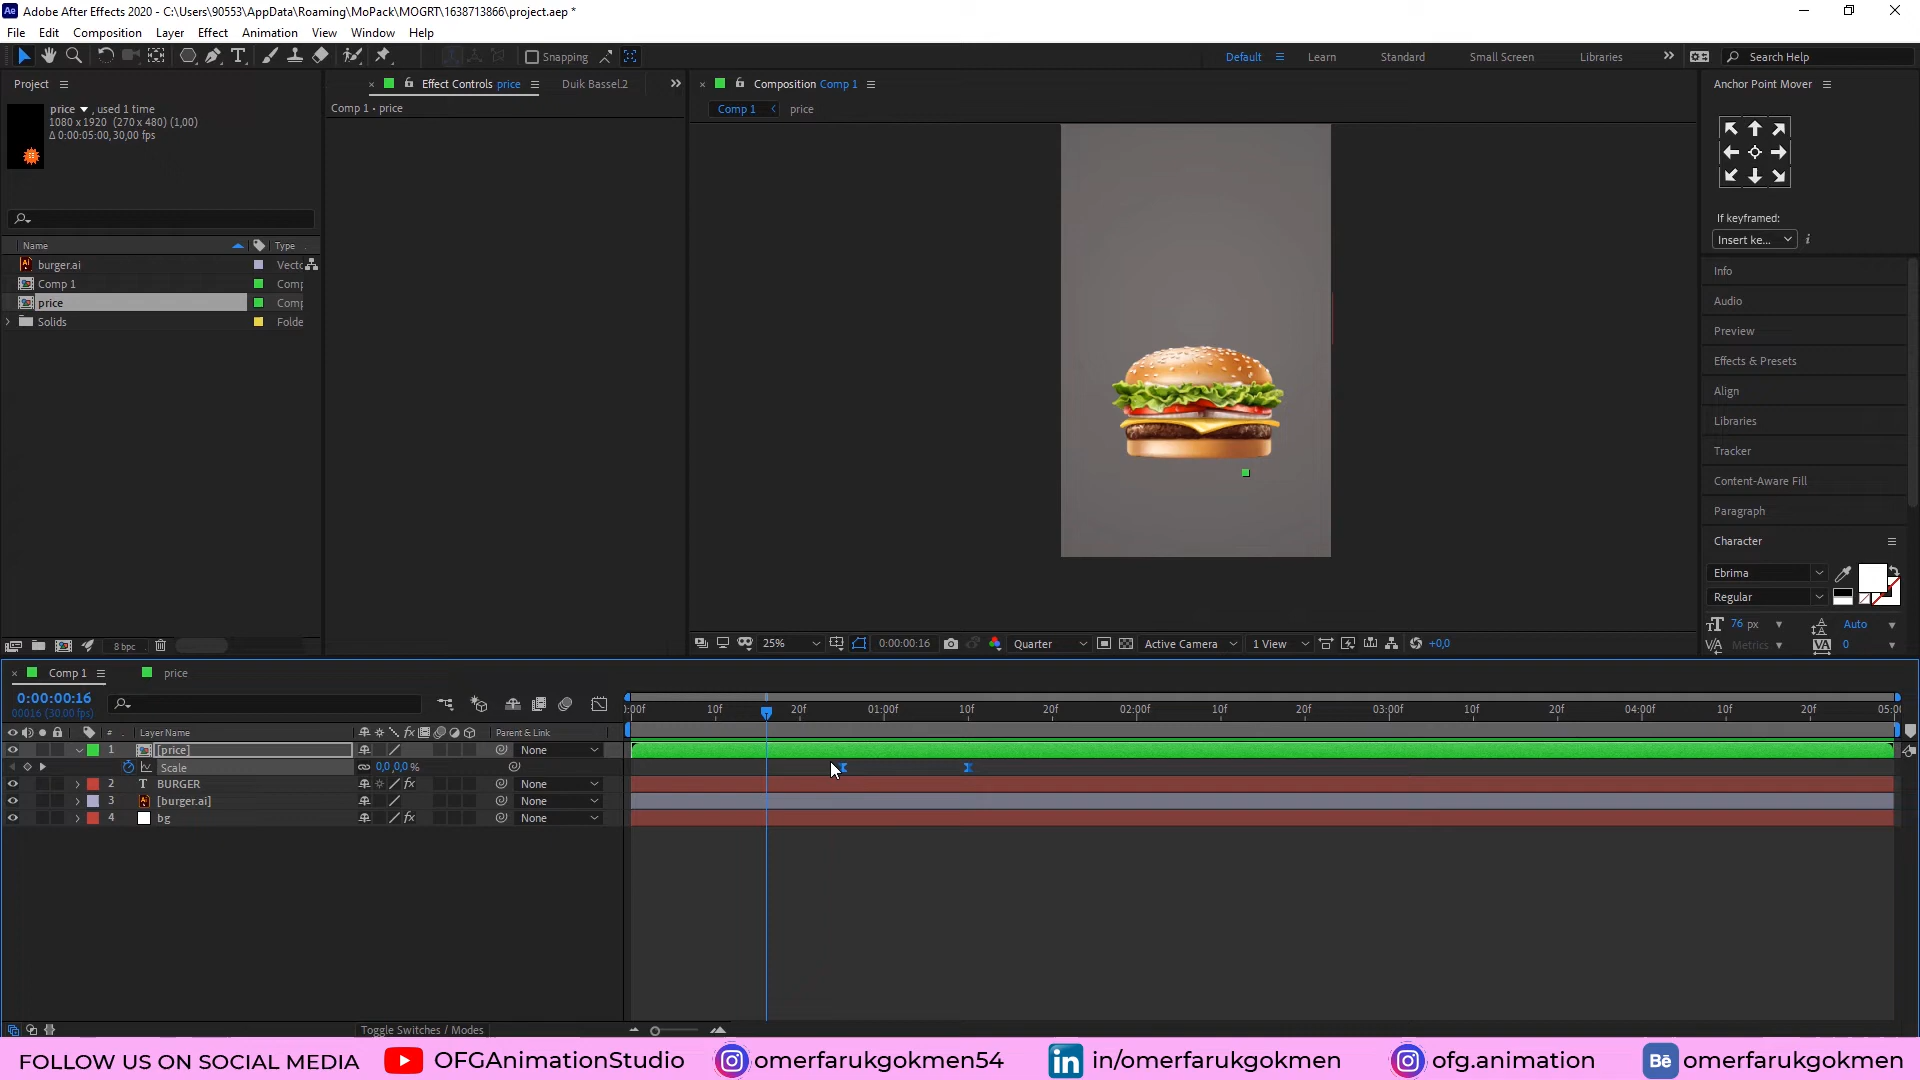 Adobe After Effects 2020 - C:\Users\90553\AppData\Roaming\MoPack\MOGRT\1638713866\project.aep *
File Edit Composition Layer Effect Animation View Window Help
Snapping
Default Learn Standard Small Screen Libraries Search Help
Project
Effect Controls price
Duik Bassel.2
Composition Comp 1
Anchor Point Mover
price , used 1 time
1080 x 1920 (270 x 480) (1,00)
Δ 0:00:05:00, 30,00 fps
Comp 1 • price
Comp 1 price
If keyframed:
Insert ke...
Name Type
burger.ai Vecto
Comp 1 Comp
price Comp
Solids Folde
Info
Audio
Preview
Effects & Presets
Align
Libraries
Tracker
Content-Aware Fill
Paragraph
Character
Ebrima
Regular
76 px Auto
Metrics 0
8 bpc
25% 0:00:00:16 Quarter Active Camera 1 View +0,0
Comp 1 price
0:00:00:16
00016 (30.00 fps)
:00f 10f 20f 01:00f 10f 20f 02:00f 10f 20f 03:00f 10f 20f 04:00f 10f 20f 05:00
# Layer Name Parent & Link
1 [price] None
Scale 0,0,0,0 %
2 T BURGER fx None
3 [burger.ai] None
4 bg fx None
Toggle Switches / Modes
FOLLOW US ON SOCIAL MEDIA OFGAnimationStudio omerfarukgokmen54 in/omerfarukgokmen ofg.animation omerfarukgokmen